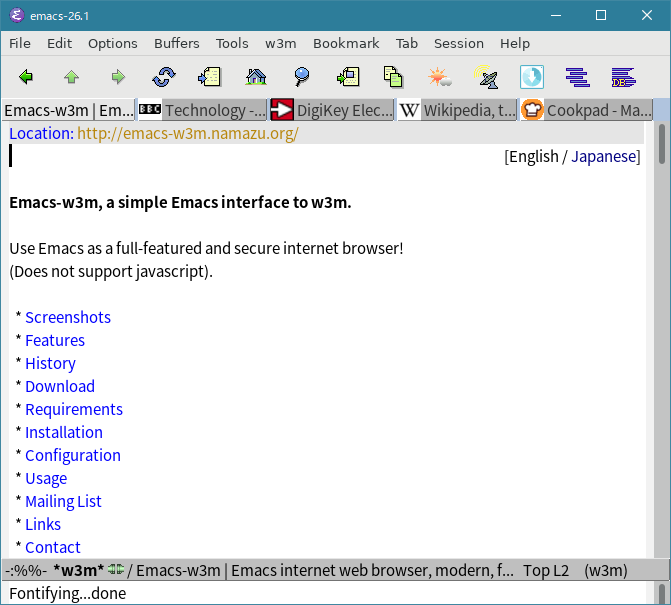 emacs-26.1
File Edit Options Buffers Tools w3m Bookmark Tab Session Help
Emacs-w3m | Em... BBC Technology -... DigiKey Elec... W Wikipedia, t... Cookpad - Ma...
Location: http://emacs-w3m.namazu.org/
[English / Japanese]
Emacs-w3m, a simple Emacs interface to w3m.
Use Emacs as a full-featured and secure internet browser!
(Does not support javascript).
* Screenshots
* Features
* History
* Download
* Requirements
* Installation
* Configuration
* Usage
* Mailing List
* Links
* Contact
-:%%- *w3m* / Emacs-w3m | Emacs internet web browser, modern, f... Top L2 (w3m)
Fontifying...done